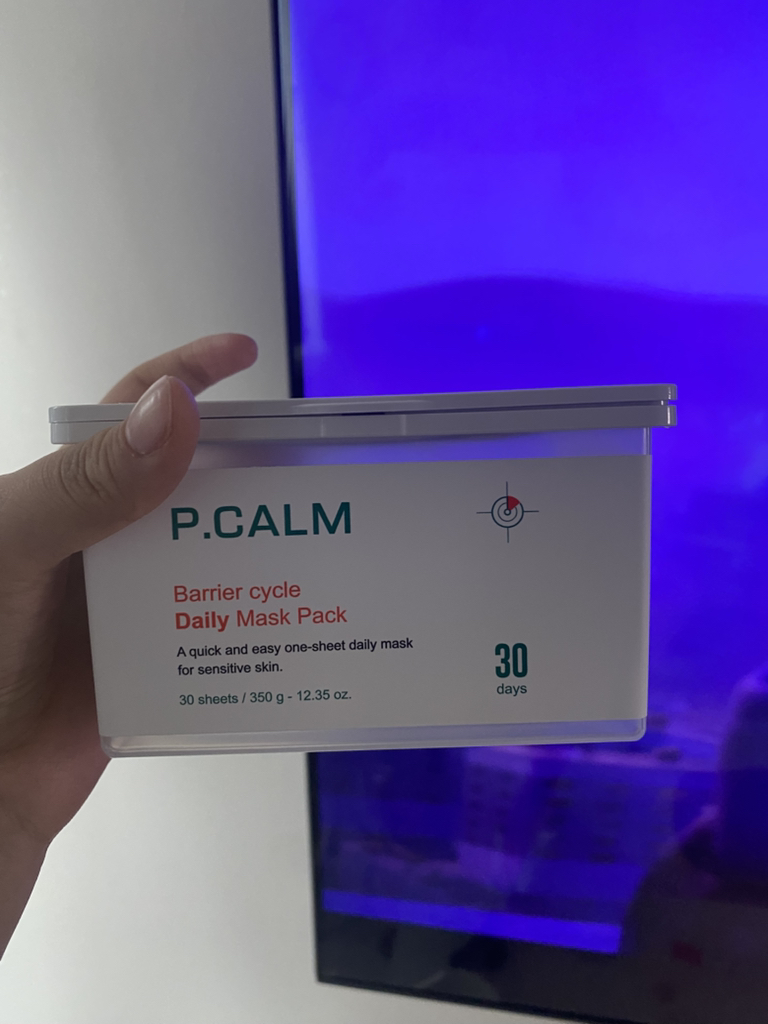 P.CALM
Barrier cycle
Daily Mask Pack
A quick and easy one-sheet daily mask
for sensitive skin.
30 sheets / 350 g - 12.35 oz.
30
days